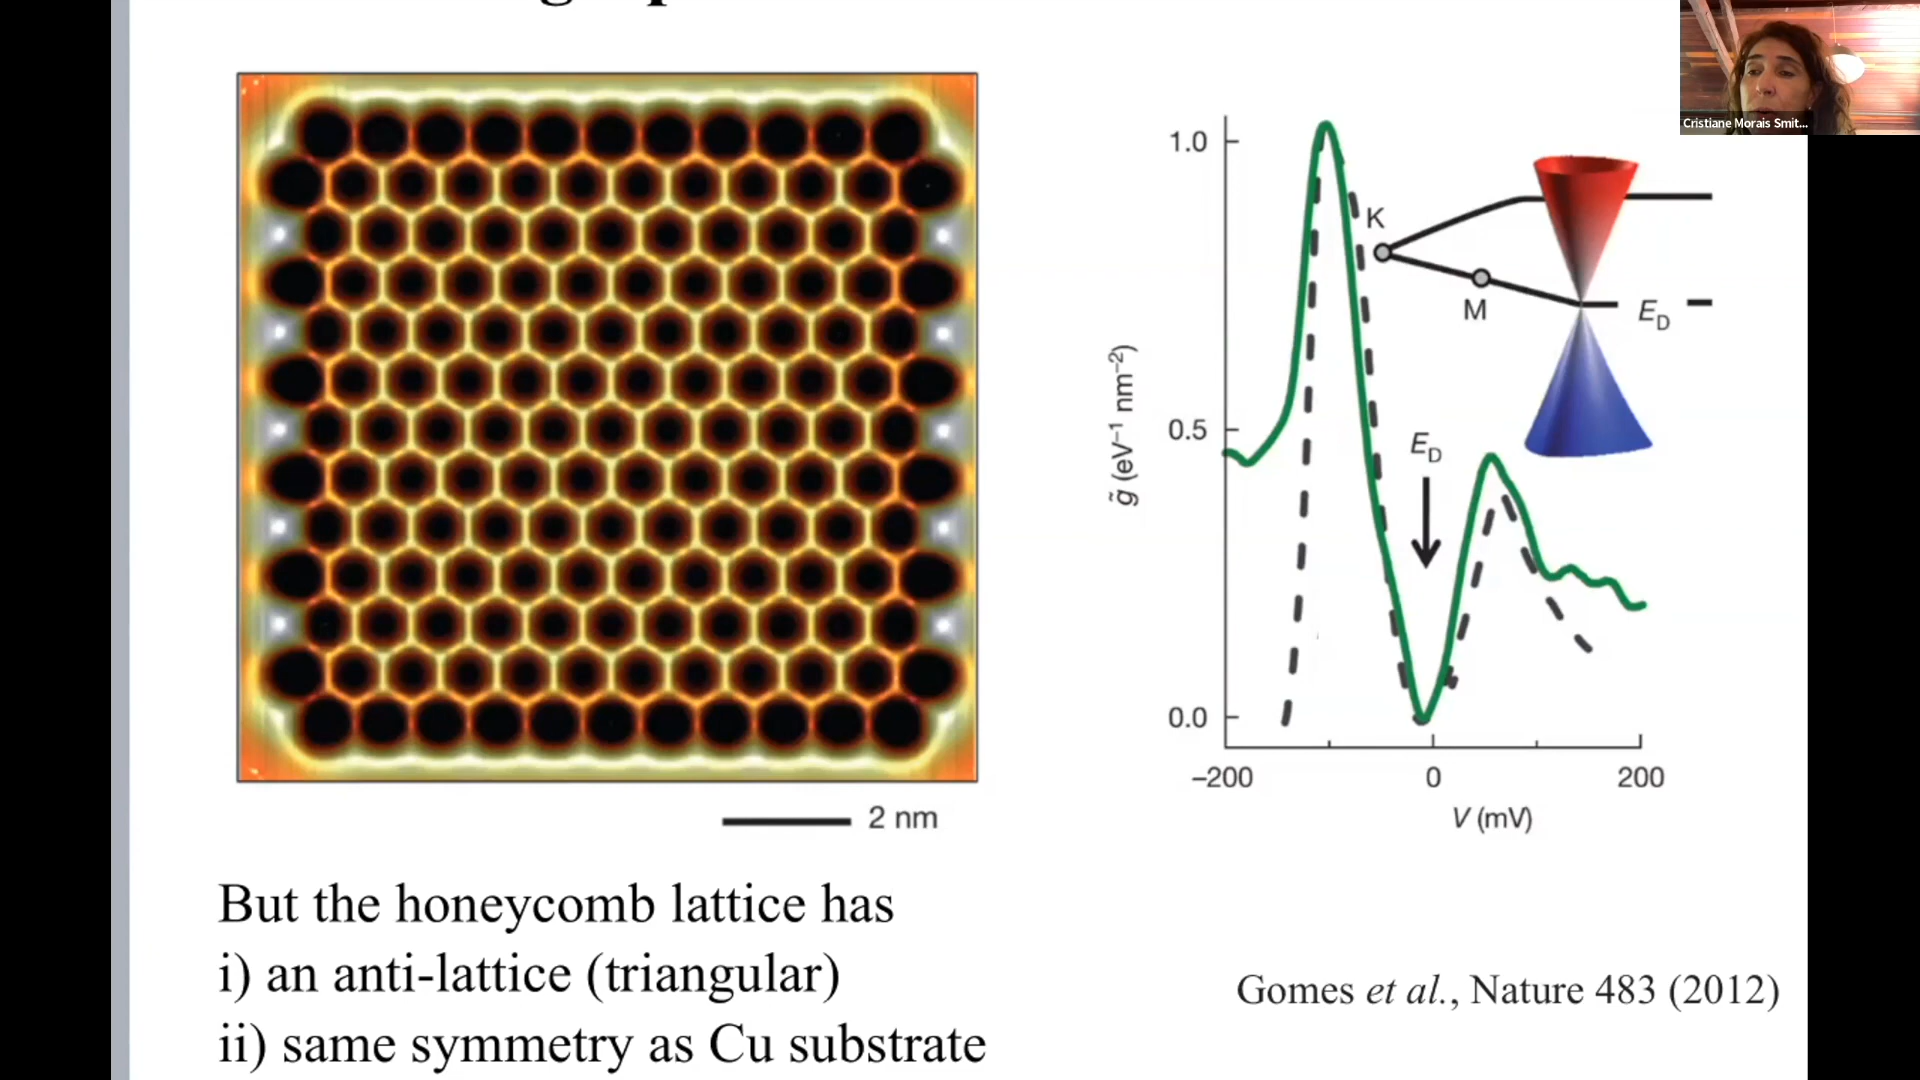 Cristiane Morais Smit...
1.0
0.5
0.0
g̃ (eV⁻¹ nm⁻²)
K
M
E_D
E_D
−200
0
200
V (mV)
2 nm
But the honeycomb lattice has
i) an anti-lattice (triangular)
ii) same symmetry as Cu substrate
Gomes et al., Nature 483 (2012)